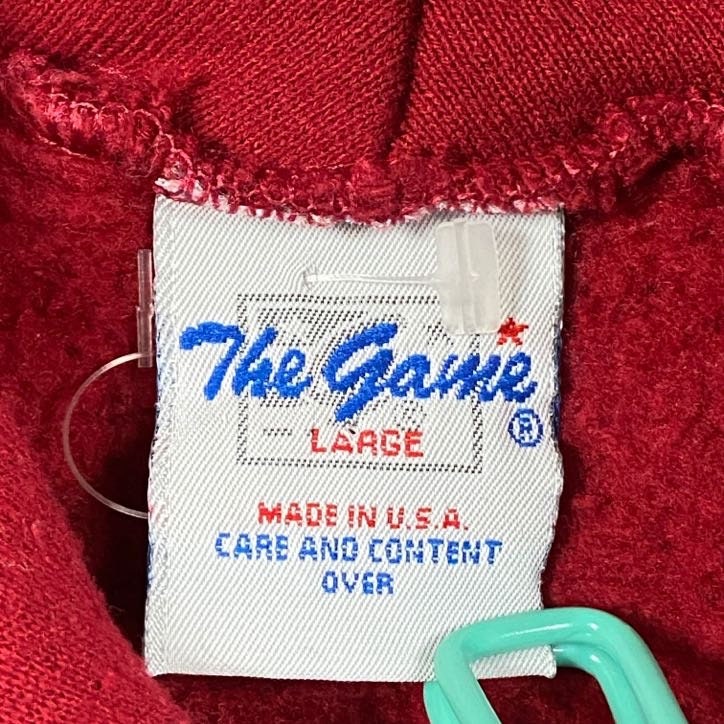 The Game
®
LARGE
MADE IN U.S.A.
CARE AND CONTENT
OVER